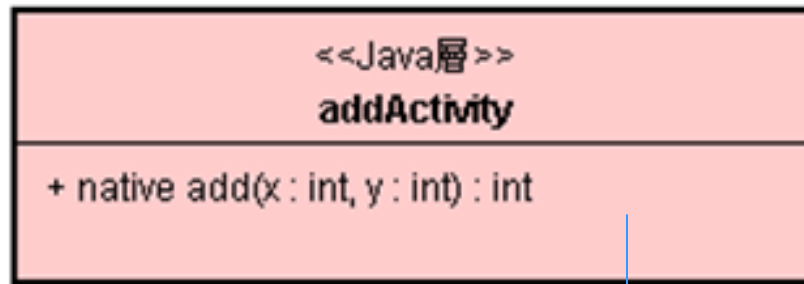 <<Java層>>
addActivity
+ native add(x : int, y : int) : int